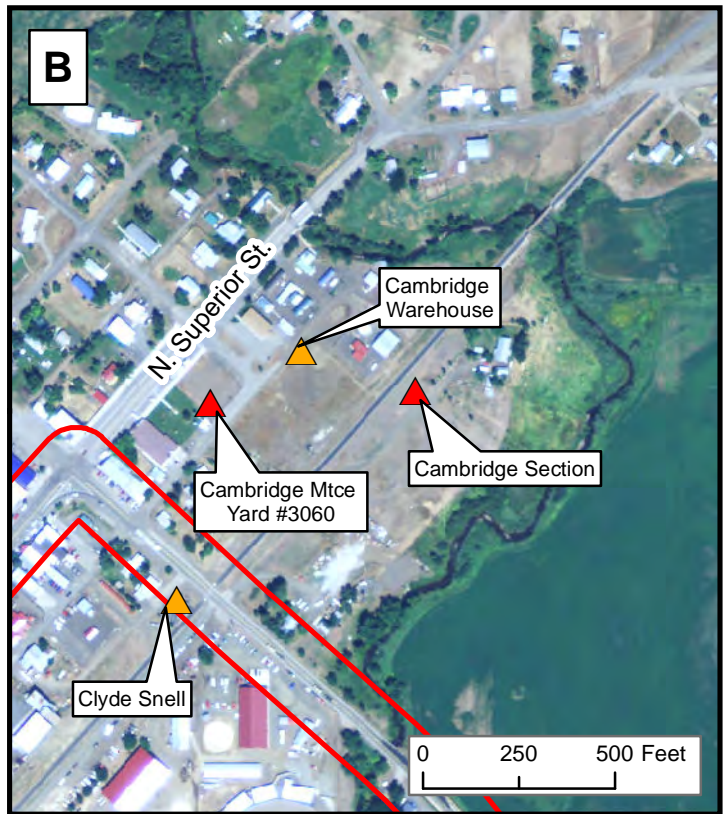 B
N. Superior St.
Cambridge
Warehouse
Cambridge Section
Cambridge Mtce
Yard #3060
Clyde Snell
0 250 500 Feet